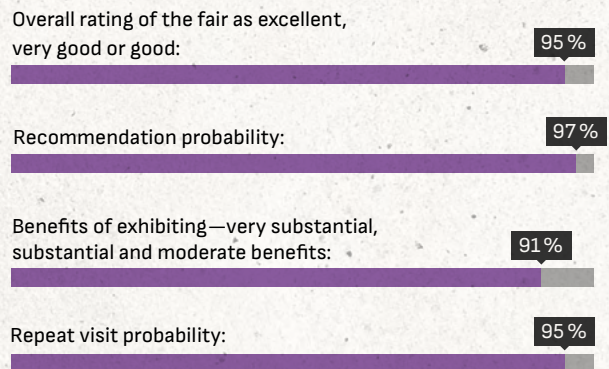 Overall rating of the fair as excellent,
very good or good:
95 %
Recommendation probability:
97 %
Benefits of exhibiting—very substantial,
substantial and moderate benefits:
91 %
Repeat visit probability:
95 %